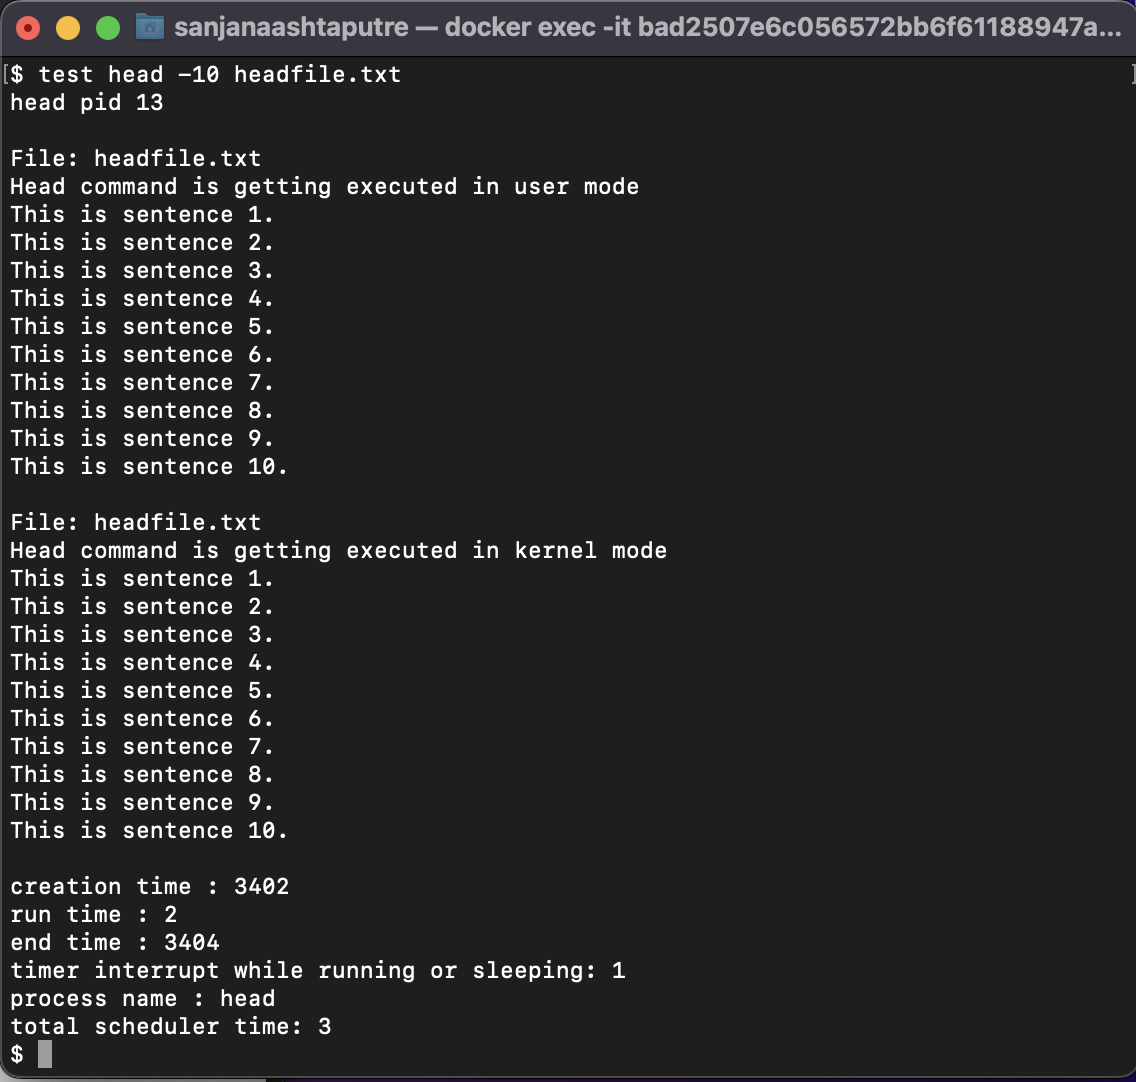 sanjanaashtaputre — docker exec -it bad2507e6c056572bb6f61188947a...
[$ test head -10 headfile.txt ]
head pid 13

File: headfile.txt
Head command is getting executed in user mode
This is sentence 1.
This is sentence 2.
This is sentence 3.
This is sentence 4.
This is sentence 5.
This is sentence 6.
This is sentence 7.
This is sentence 8.
This is sentence 9.
This is sentence 10.

File: headfile.txt
Head command is getting executed in kernel mode
This is sentence 1.
This is sentence 2.
This is sentence 3.
This is sentence 4.
This is sentence 5.
This is sentence 6.
This is sentence 7.
This is sentence 8.
This is sentence 9.
This is sentence 10.

creation time : 3402
run time : 2
end time : 3404
timer interrupt while running or sleeping: 1
process name : head
total scheduler time: 3
$